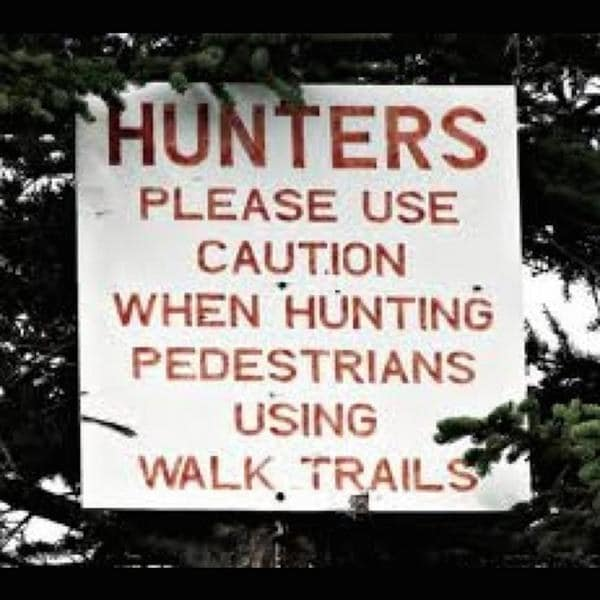 HUNTERS
PLEASE USE
CAUTION
WHEN HUNTING
PEDESTRIANS
USING
WALK TRAILS